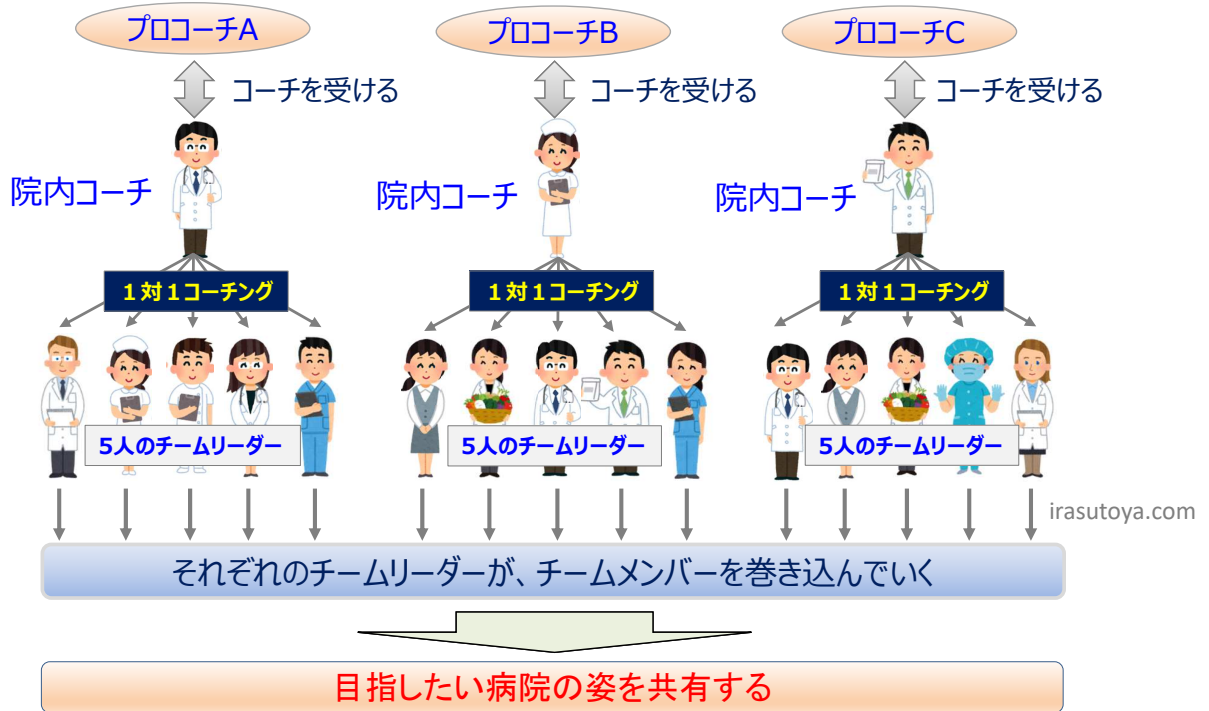 プロコーチA
プロコーチB
プロコーチC
コーチを受ける
コーチを受ける
コーチを受ける
院内コーチ
院内コーチ
院内コーチ
１対１コーチング
１対１コーチング
１対１コーチング
5人のチームリーダー
5人のチームリーダー
5人のチームリーダー
irasutoya.com
それぞれのチームリーダーが、チームメンバーを巻き込んでいく
目指したい病院の姿を共有する